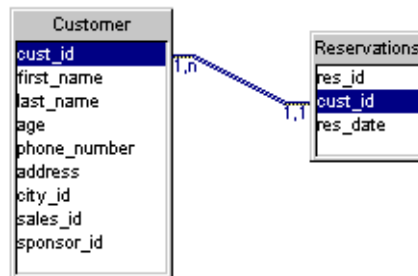 Customer
cust_id
first_name
last_name
age
phone_number
address
city_id
sales_id
sponsor_id
1,n
1,1
Reservations
res_id
cust_id
res_date